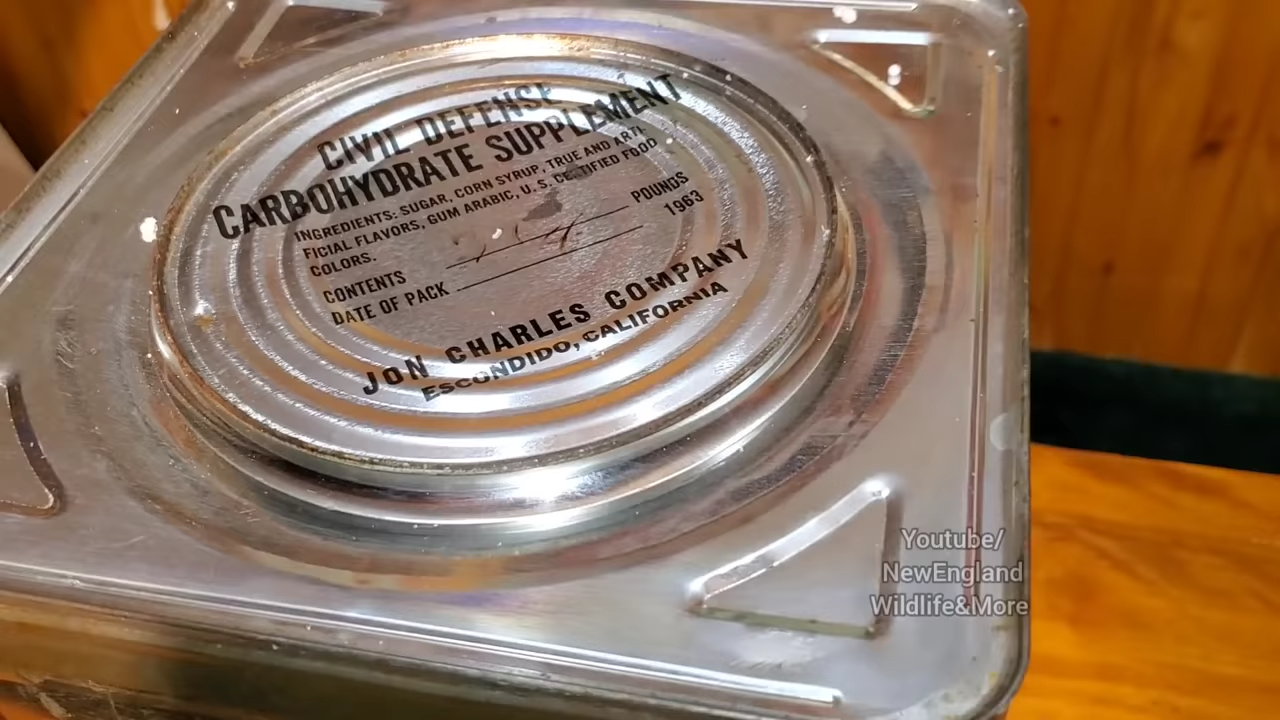 CIVIL DEFENSE
CARBOHYDRATE SUPPLEMENT
INGREDIENTS: SUGAR, CORN SYRUP, TRUE AND ARTI-
FICIAL FLAVORS, GUM ARABIC, U.S. CERTIFIED FOOD
COLORS.
CONTENTS POUNDS
DATE OF PACK 1963
JON CHARLES COMPANY
ESCONDIDO, CALIFORNIA
Youtube/
NewEngland
Wildlife&More